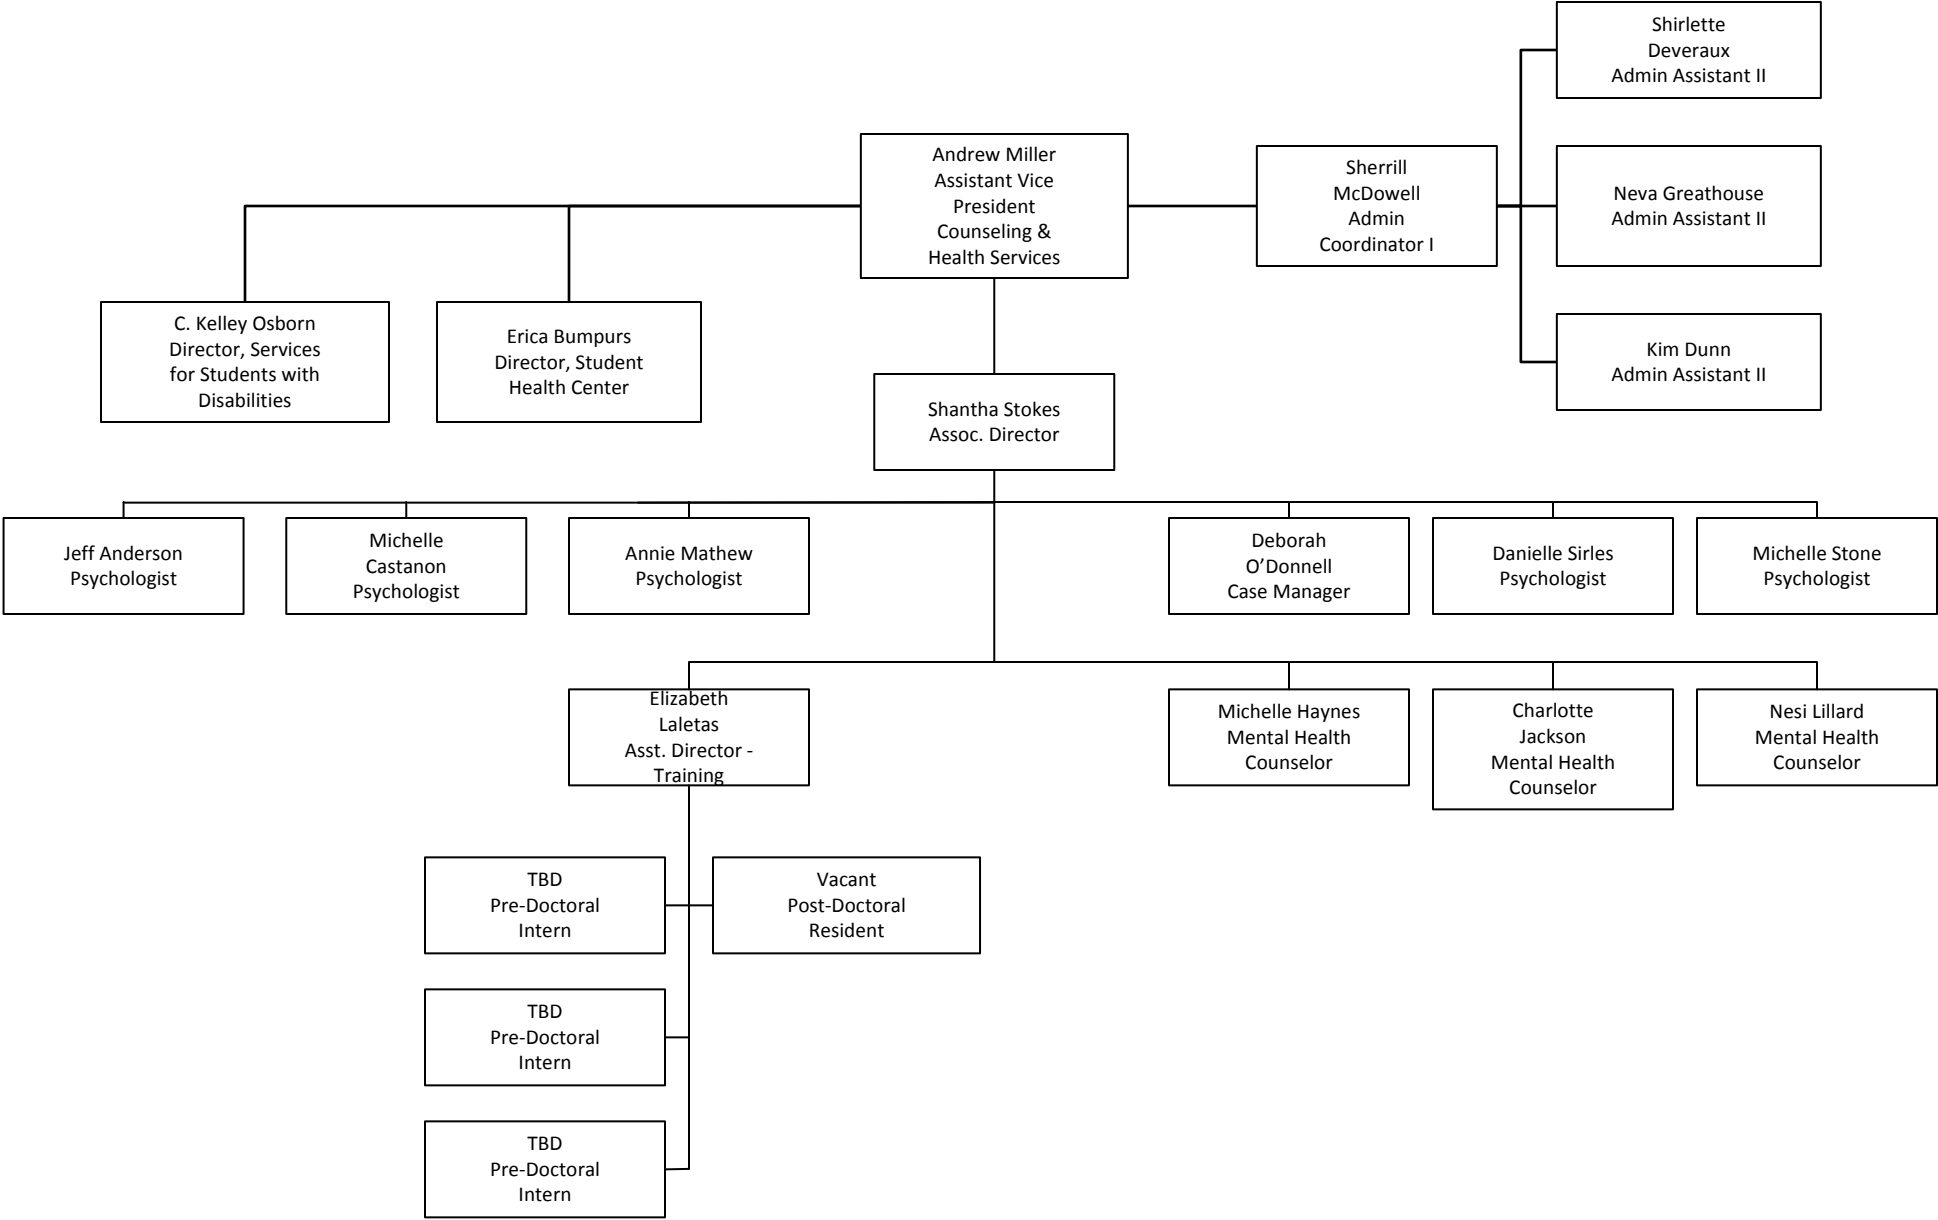 Shirlette
Deveraux
Admin Assistant II
Andrew Miller
Assistant Vice
President
Counseling &
Health Services
Sherrill
McDowell
Admin
Coordinator I
Neva Greathouse
Admin Assistant II
C. Kelley Osborn
Director, Services
for Students with
Disabilities
Erica Bumpurs
Director, Student
Health Center
Kim Dunn
Admin Assistant II
Shantha Stokes
Assoc. Director
Jeff Anderson
Psychologist
Michelle
Castanon
Psychologist
Annie Mathew
Psychologist
Deborah
O’Donnell
Case Manager
Danielle Sirles
Psychologist
Michelle Stone
Psychologist
Elizabeth
Laletas
Asst. Director -
Training
Michelle Haynes
Mental Health
Counselor
Charlotte
Jackson
Mental Health
Counselor
Nesi Lillard
Mental Health
Counselor
TBD
Pre-Doctoral
Intern
Vacant
Post-Doctoral
Resident
TBD
Pre-Doctoral
Intern
TBD
Pre-Doctoral
Intern